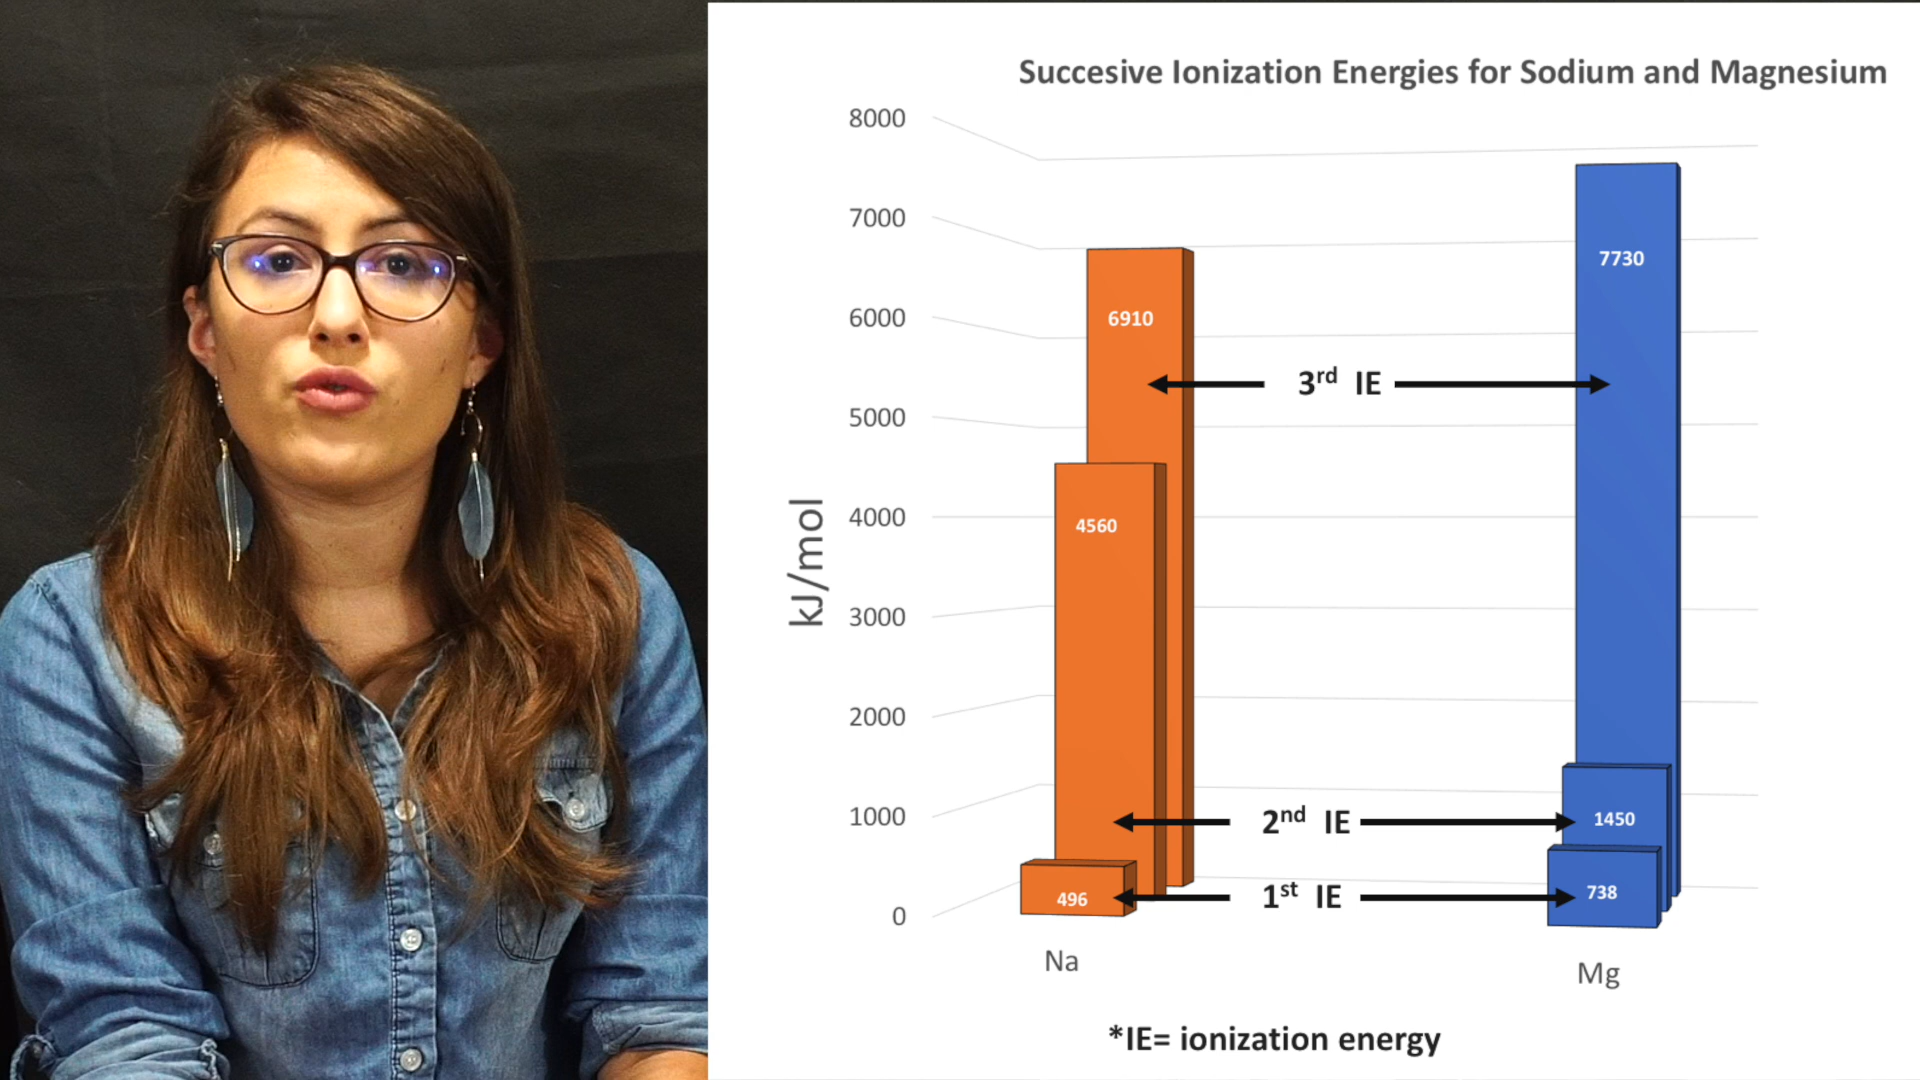 Succesive Ionization Energies for Sodium and Magnesium
8000
7000
6000
5000
4000
3000
2000
1000
0
kJ/mol
6910
4560
496
7730
1450
738
3rd IE
2nd IE
1st IE
Na
Mg
*IE= ionization energy